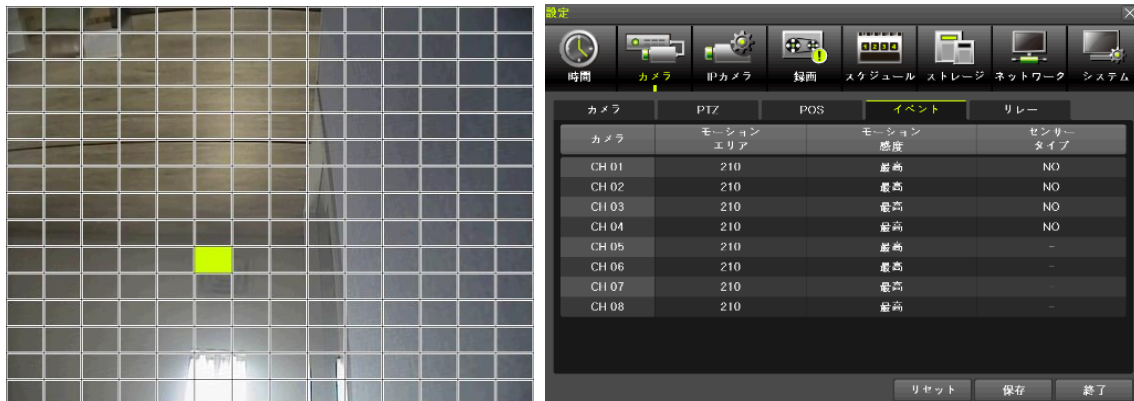 設定
時間 カメラ IPカメラ 録画 スケジュール ストレージ ネットワーク システム
カメラ PTZ POS イベント リレー
カメラ モーションエリア モーション感度 センサータイプ
CH 01 210 最高 NO
CH 02 210 最高 NO
CH 03 210 最高 NO
CH 04 210 最高 NO
CH 05 210 最高 -
CH 06 210 最高 -
CH 07 210 最高 -
CH 08 210 最高 -
リセット 保存 終了